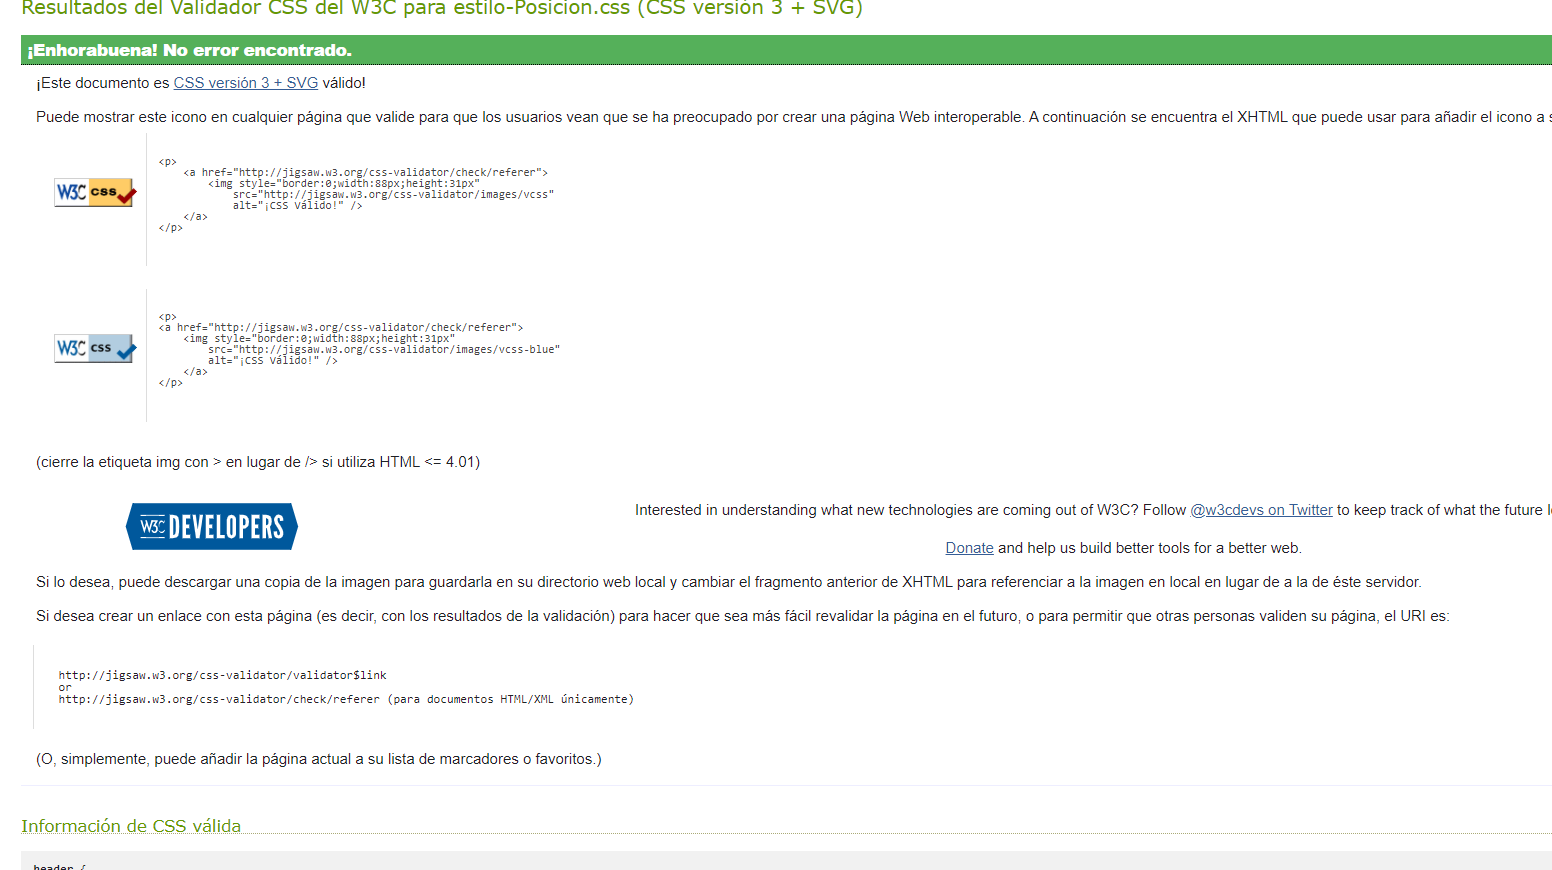 Resultados del Validador CSS del W3C para estilo-Posicion.css (CSS versión 3 + SVG)
¡Enhorabuena! No error encontrado.
¡Este documento es CSS versión 3 + SVG válido!
Puede mostrar este icono en cualquier página que valide para que los usuarios vean que se ha preocupado por crear una página Web interoperable. A continuación se encuentra el XHTML que puede usar para añadir el icono a
<p>
<a href="http://jigsaw.w3.org/css-validator/check/referer">
<img style="border:0;width:88px;height:31px"
W3C css
src="http://jigsaw.w3.org/css-validator/images/vcss"
alt="¡CSS Válido!" />
</a>
</p>
<p>
<a href="http://jigsaw.w3.org/css-validator/check/referer">
<img style="border:0;width:88px;height:31px"
W3C css
src="http://jigsaw.w3.org/css-validator/images/vcss-blue"
alt="¡CSS Válido!" />
</a>
</p>
(cierre la etiqueta img con > en lugar de /> si utiliza HTML <= 4.01)
W3C DEVELOPERS
Interested in understanding what new technologies are coming out of W3C? Follow @w3cdevs on Twitter to keep track of what the future
Donate and help us build better tools for a better web.
Si lo desea, puede descargar una copia de la imagen para guardarla en su directorio web local y cambiar el fragmento anterior de XHTML para referenciar a la imagen en local en lugar de a la de éste servidor.
Si desea crear un enlace con esta página (es decir, con los resultados de la validación) para hacer que sea más fácil revalidar la página en el futuro, o para permitir que otras personas validen su página, el URI es:
http://jigsaw.w3.org/css-validator/validator$link
or
http://jigsaw.w3.org/css-validator/check/referer (para documentos HTML/XML únicamente)
(O, simplemente, puede añadir la página actual a su lista de marcadores o favoritos.)
Información de CSS válida
header {